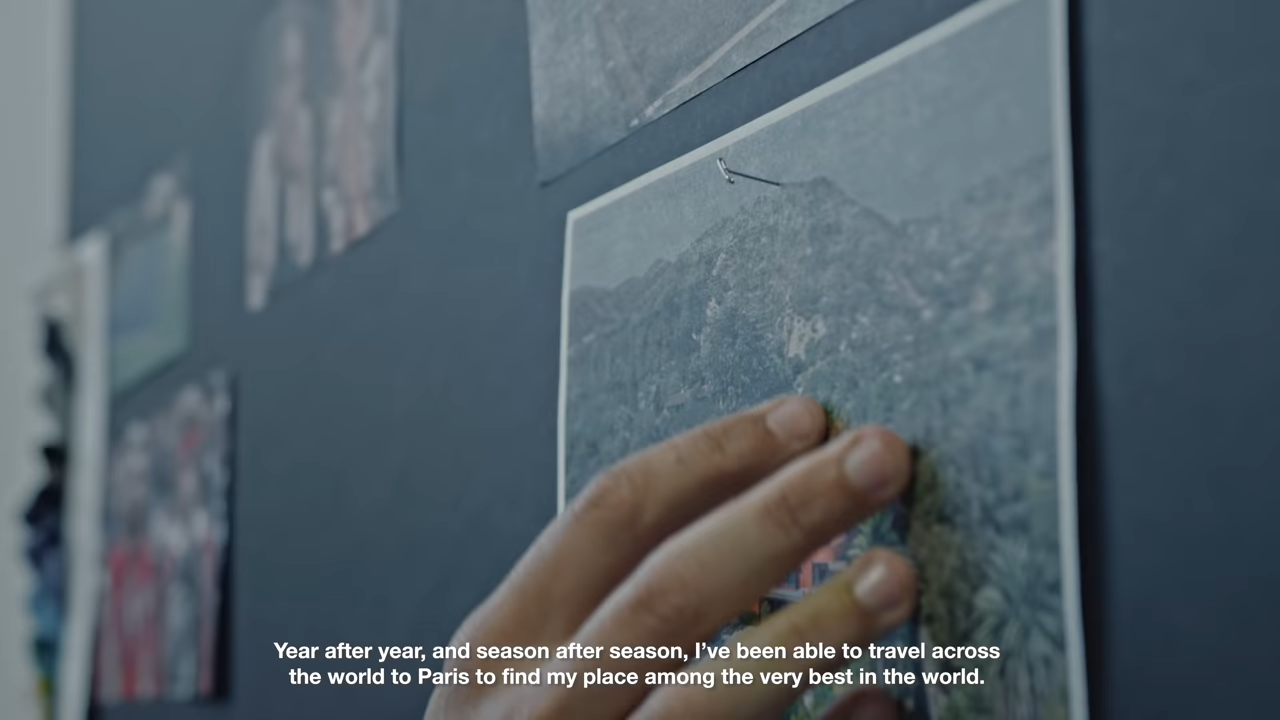 Year after year, and season after season, I’ve been able to travel across
the world to Paris to find my place among the very best in the world.